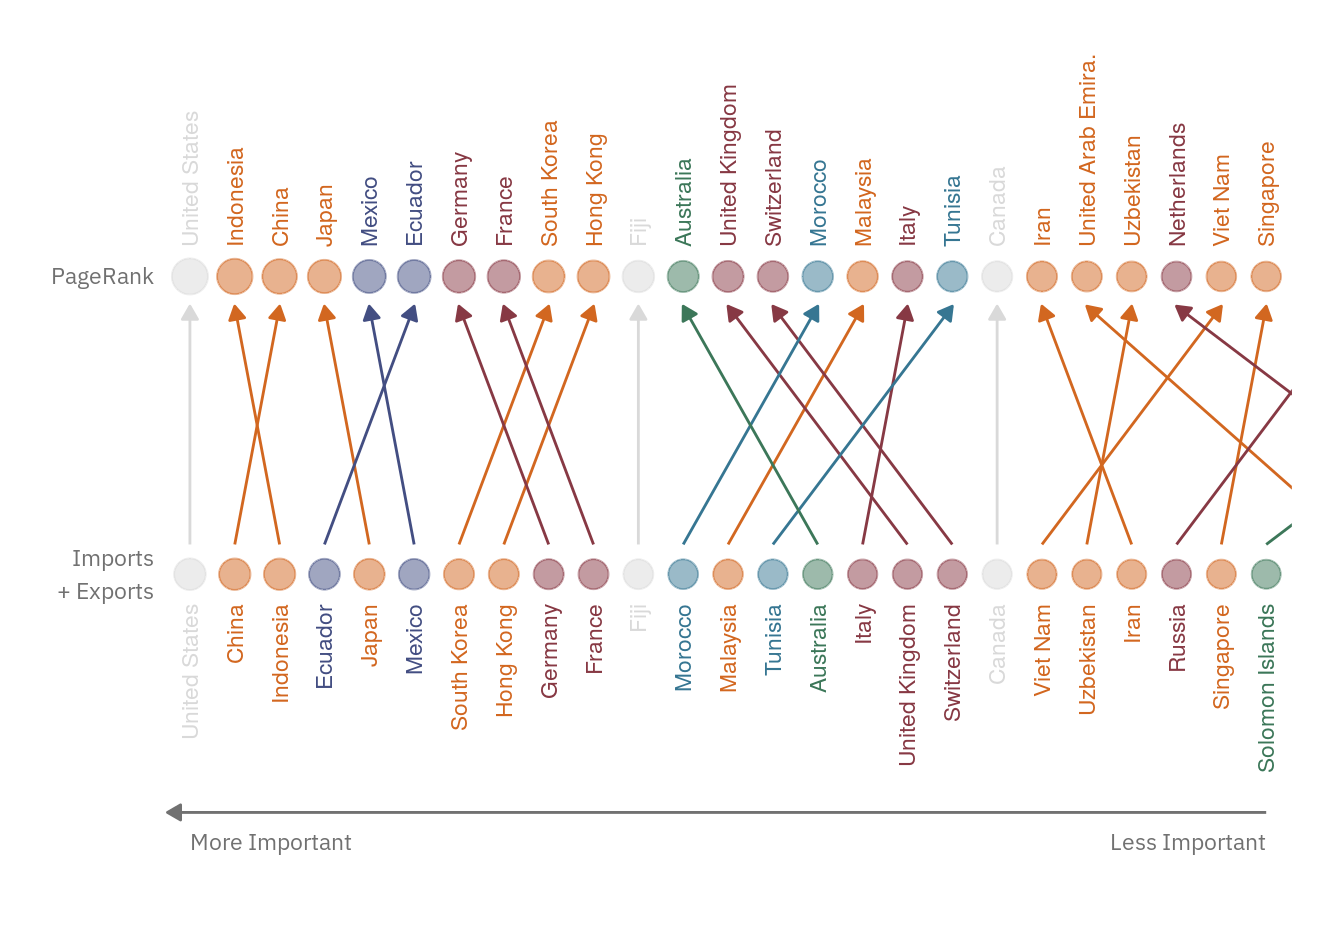 United States
Indonesia
China
Japan
Mexico
Ecuador
Germany
France
South Korea
Hong Kong
Fiji
Australia
United Kingdom
Switzerland
Morocco
Malaysia
Italy
Tunisia
Canada
Iran
United Arab Emira.
Uzbekistan
Netherlands
Viet Nam
Singapore
PageRank
Imports
+ Exports
United States
China
Indonesia
Ecuador
Japan
Mexico
South Korea
Hong Kong
Germany
France
Fiji
Morocco
Malaysia
Tunisia
Australia
Italy
United Kingdom
Switzerland
Canada
Viet Nam
Uzbekistan
Iran
Russia
Singapore
Solomon Islands
More Important
Less Important